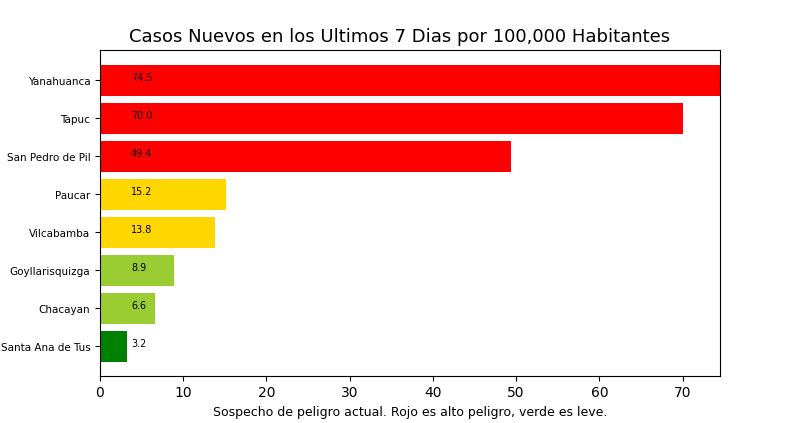 Casos Nuevos en los Ultimos 7 Dias por 100,000 Habitantes
Yanahuanca 74.5
Tapuc 70.0
San Pedro de Pil 49.4
Paucar 15.2
Vilcabamba 13.8
Goyllarisquizga 8.9
Chacayan 6.6
Santa Ana de Tus 3.2
0 10 20 30 40 50 60 70
Sospecho de peligro actual. Rojo es alto peligro, verde es leve.